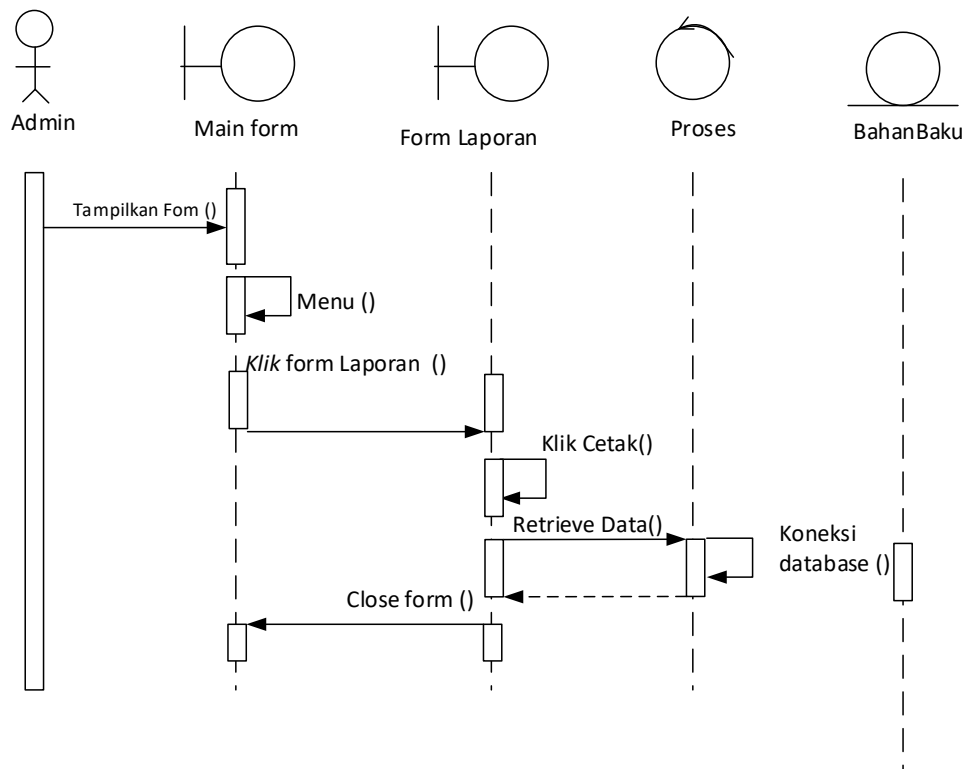 Admin
Main form
Form Laporan
Proses
BahanBaku
Tampilkan Fom ()
Menu ()
Klik form Laporan ()
Klik Cetak()
Retrieve Data()
Koneksi
database ()
Close form ()